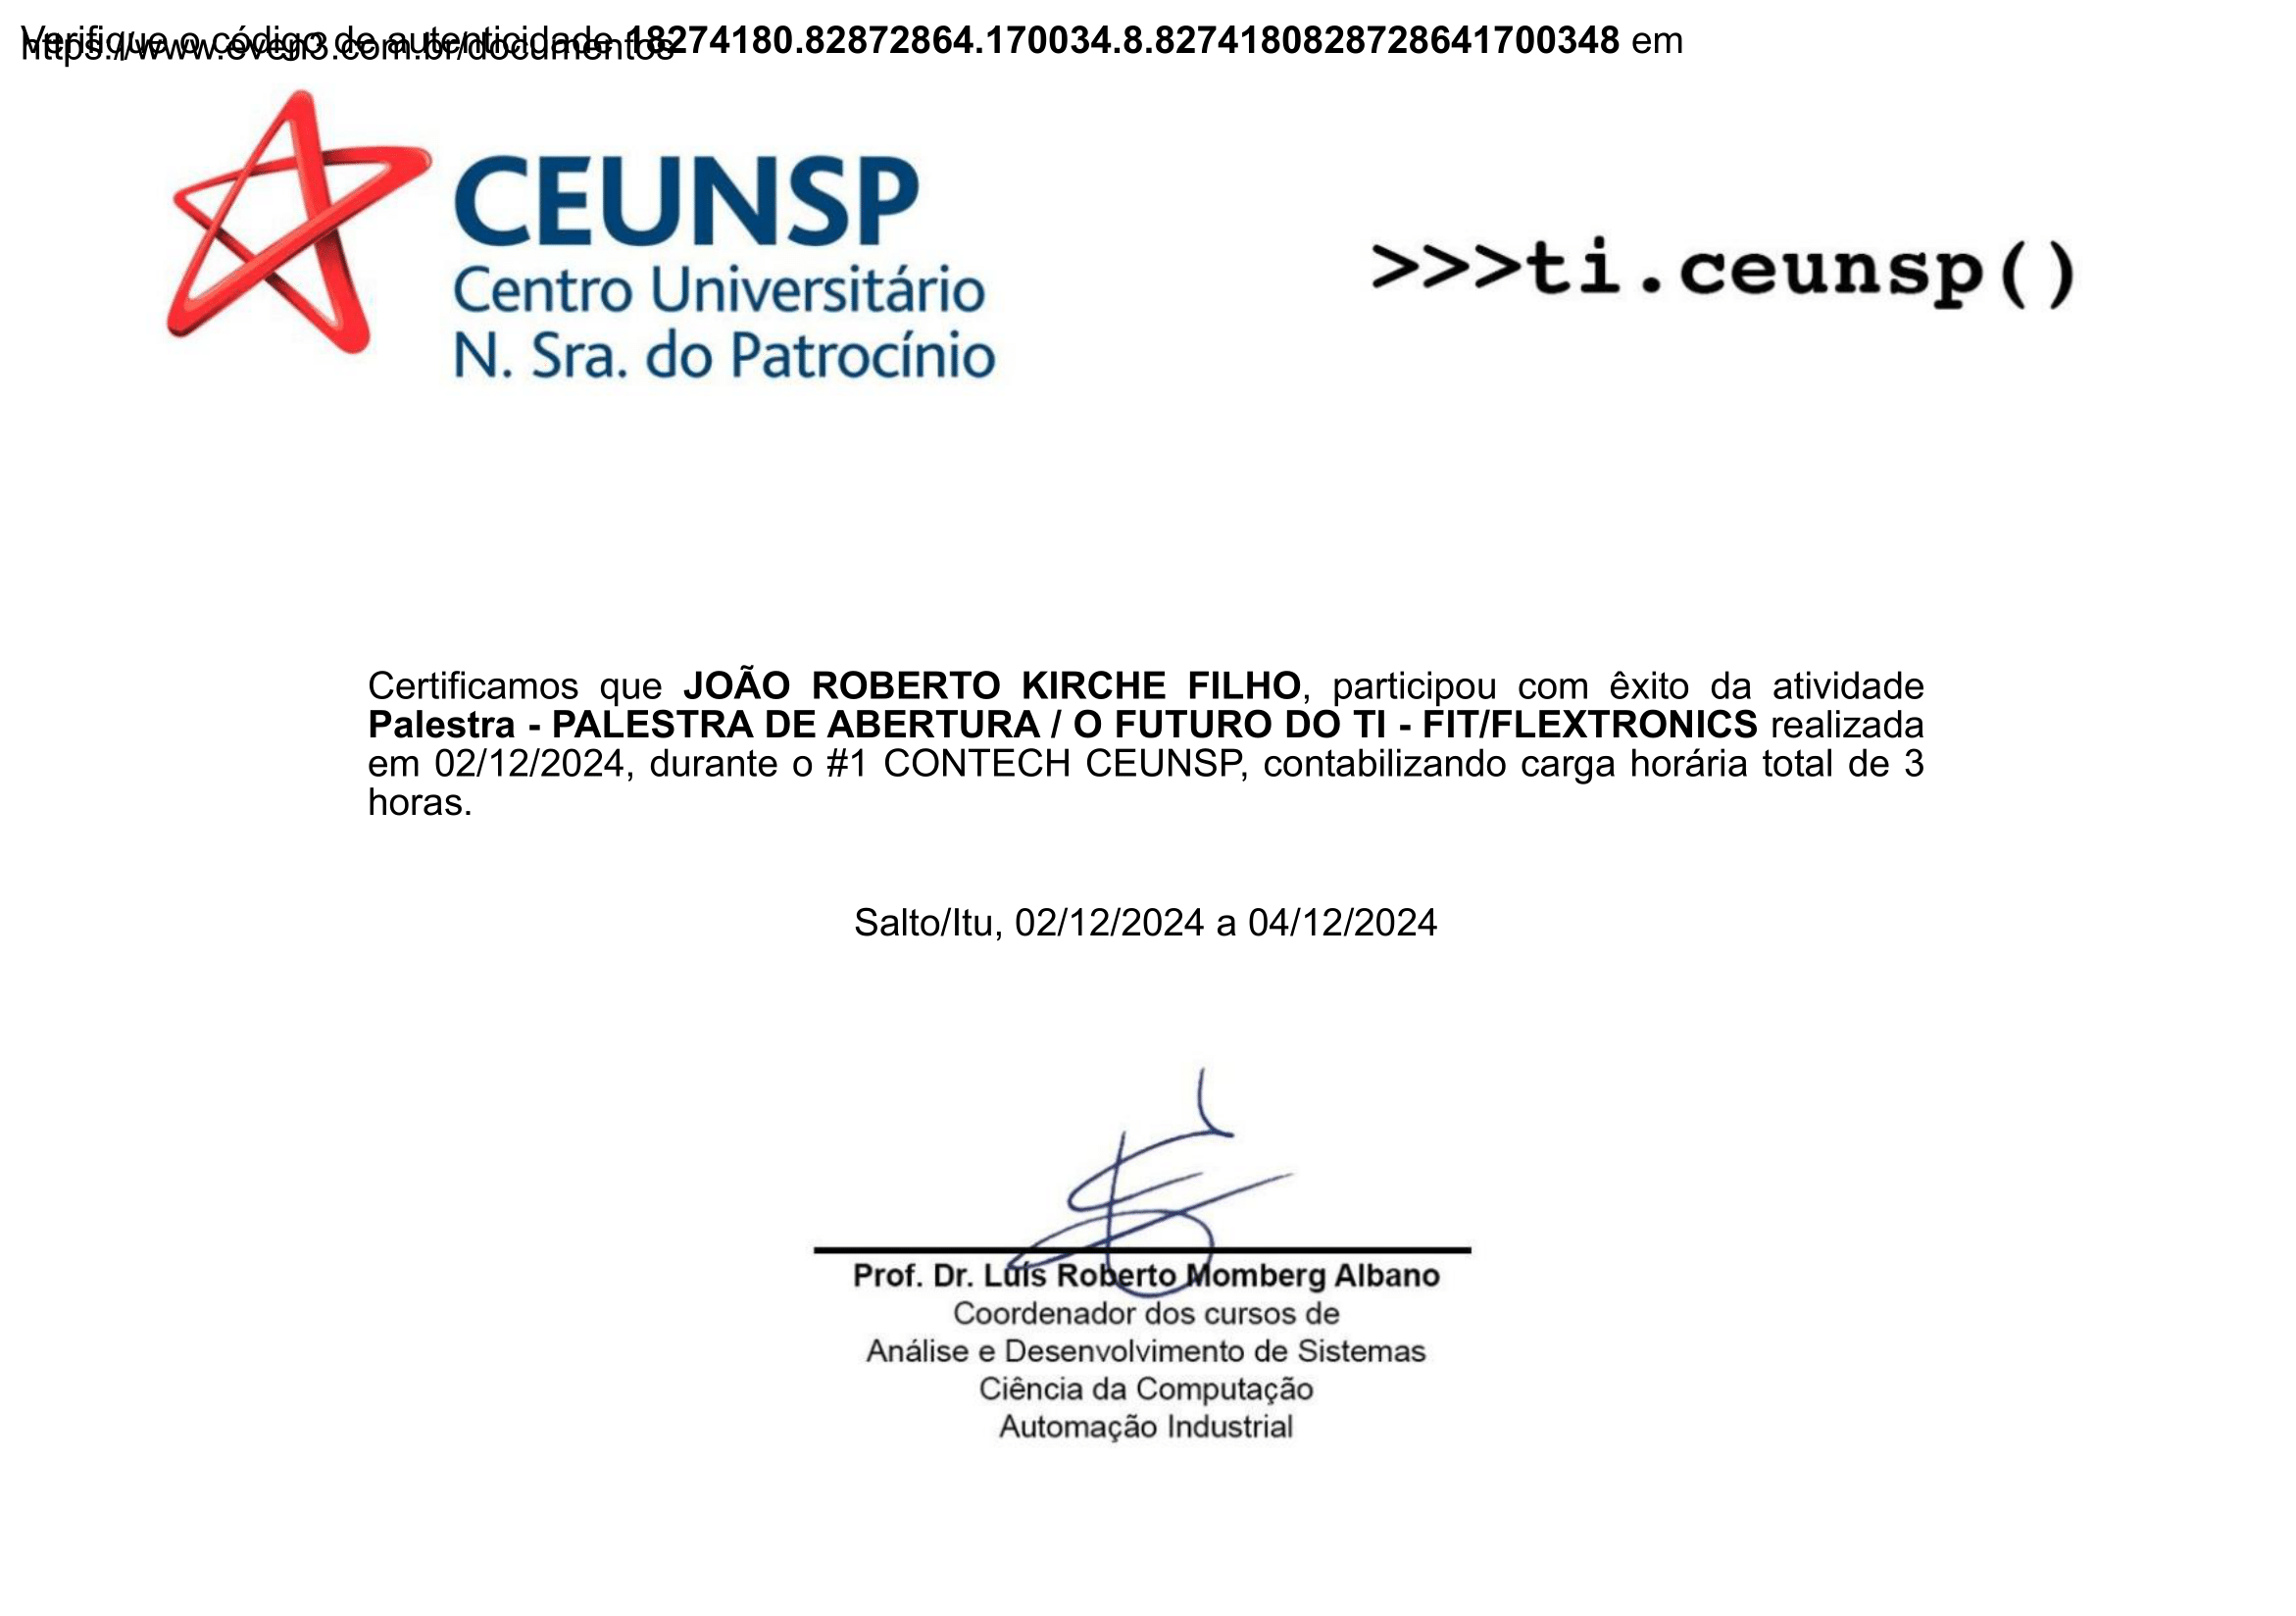 Verifique o código de autenticidade 18274180.82872864.170034.8.8274180828728641700348 em
https://www.even3.com.br/documentos
CEUNSP
Centro Universitário
N. Sra. do Patrocínio
>>>ti.ceunsp()
Certificamos que JOÃO ROBERTO KIRCHE FILHO, participou com êxito da atividade
Palestra - PALESTRA DE ABERTURA / O FUTURO DO TI - FIT/FLEXTRONICS realizada
em 02/12/2024, durante o #1 CONTECH CEUNSP, contabilizando carga horária total de 3
horas.
Salto/Itu, 02/12/2024 a 04/12/2024
Prof. Dr. Luís Roberto Momberg Albano
Coordenador dos cursos de
Análise e Desenvolvimento de Sistemas
Ciência da Computação
Automação Industrial